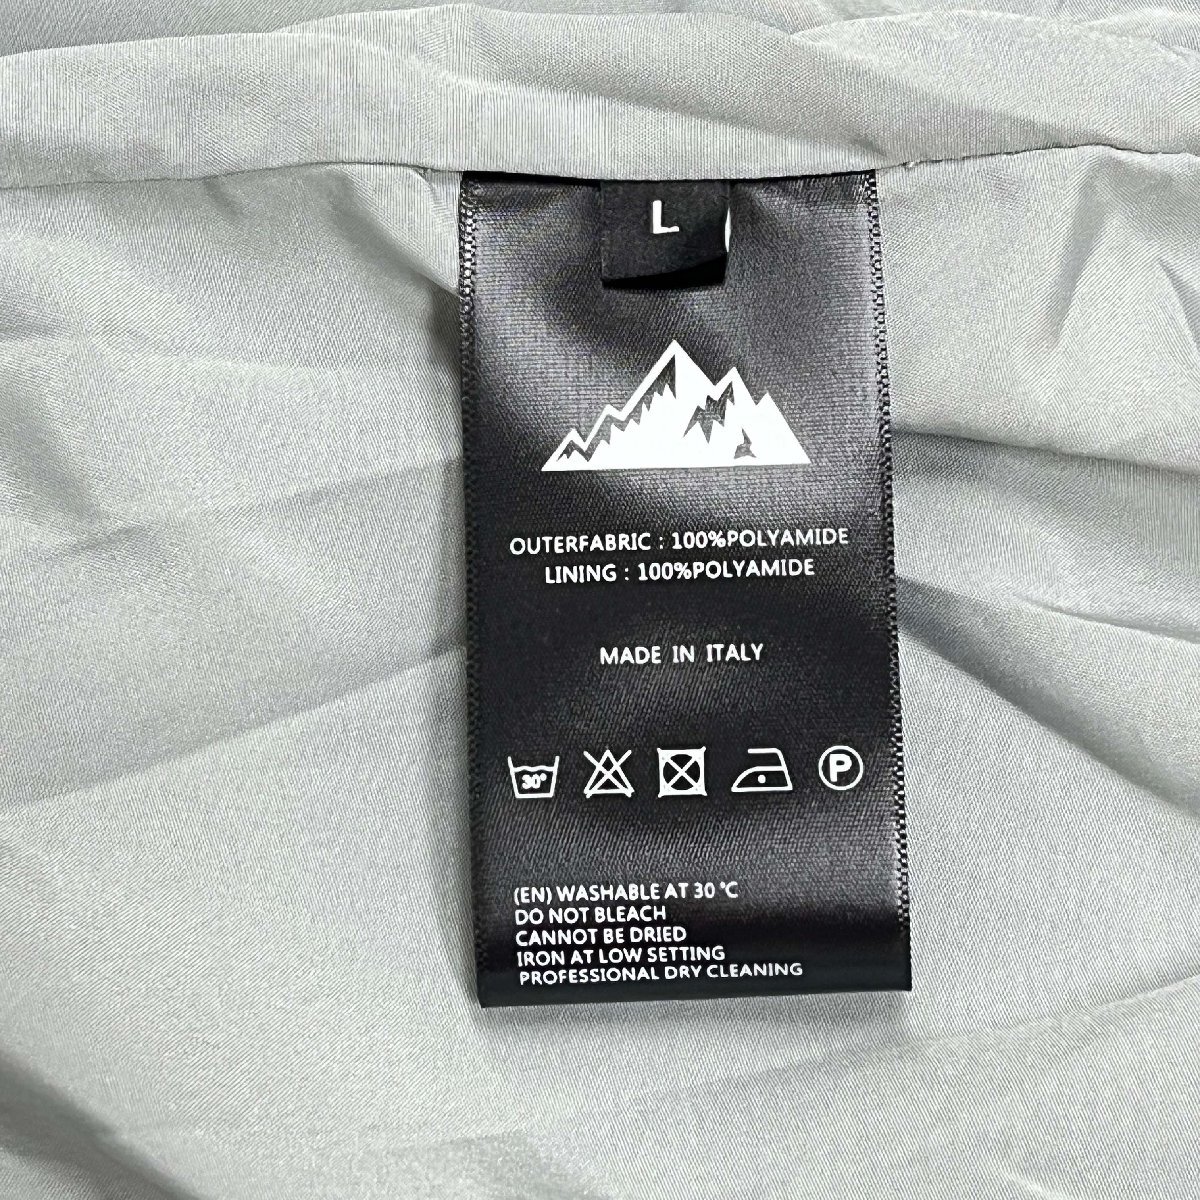 L
OUTERFABRIC : 100%POLYAMIDE
LINING : 100%POLYAMIDE
MADE IN ITALY
30°
P
(EN) WASHABLE AT 30 °C
DO NOT BLEACH
CANNOT BE DRIED
IRON AT LOW SETTING
PROFESSIONAL DRY CLEANING